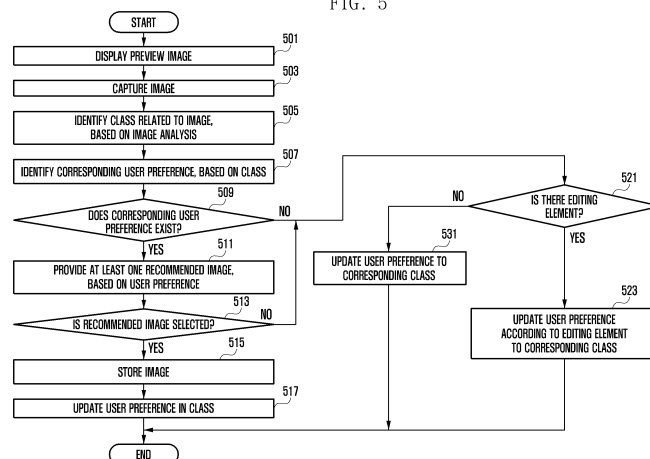 FIG. 5
START
501
DISPLAY PREVIEW IMAGE
503
CAPTURE IMAGE
505
IDENTIFY CLASS RELATED TO IMAGE,
BASED ON IMAGE ANALYSIS
507
IDENTIFY CORRESPONDING USER PREFERENCE, BASED ON CLASS
509
DOES CORRESPONDING USER
PREFERENCE EXIST?
NO
YES
511
PROVIDE AT LEAST ONE RECOMMENDED IMAGE,
BASED ON USER PREFERENCE
513
IS RECOMMENDED IMAGE SELECTED?
NO
YES
515
STORE IMAGE
517
UPDATE USER PREFERENCE IN CLASS
END
521
IS THERE EDITING
ELEMENT?
NO
YES
531
UPDATE USER PREFERENCE TO
CORRESPONDING CLASS
523
UPDATE USER PREFERENCE
ACCORDING TO EDITING ELEMENT
TO CORRESPONDING CLASS